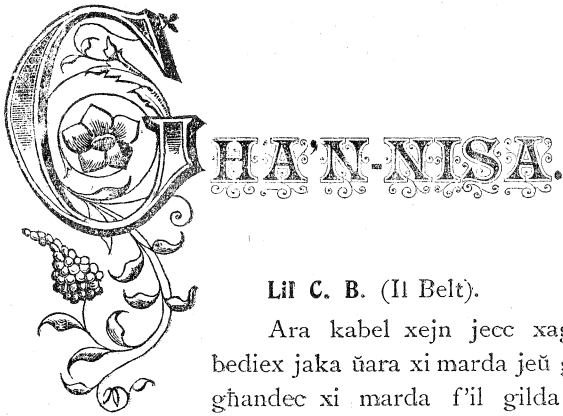 GHA'N-NISA.
Lil C. B. (Il Belt).
Ara kabel xejn jecc xag
bediex jaka ŭara xi marda jeŭ g
għandec xi marda f'il gilda